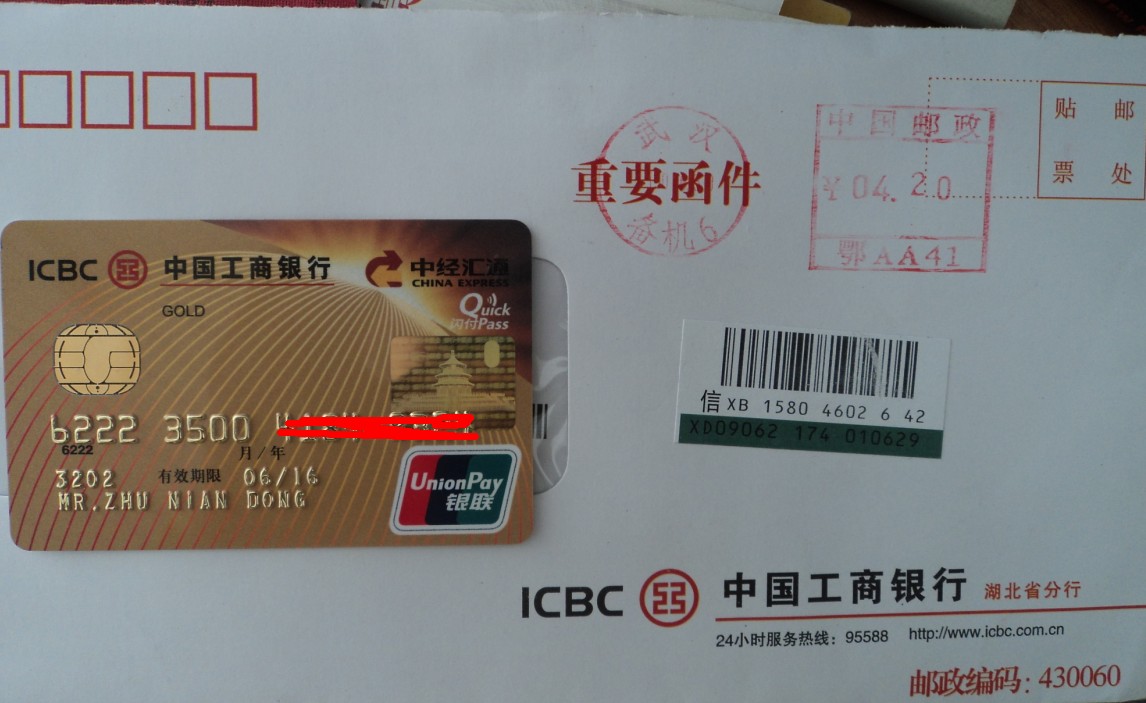 贴 邮
票 处
武汉
中国邮政
重要函件
¥04.20
机6
鄂AA41
ICBC 中国工商银行
中经汇通
CHINA EXPRESS
GOLD
Quick
闪付Pass
信 XB 1580 4602 6 42
XD09062 174 010629
6222 3500
6222
月/年
3202 有效期限 06/16
MR.ZHU NIAN DONG
UnionPay
银联
ICBC 中国工商银行 湖北省分行
24小时服务热线：95588 http://www.icbc.com.cn
邮政编码：430060